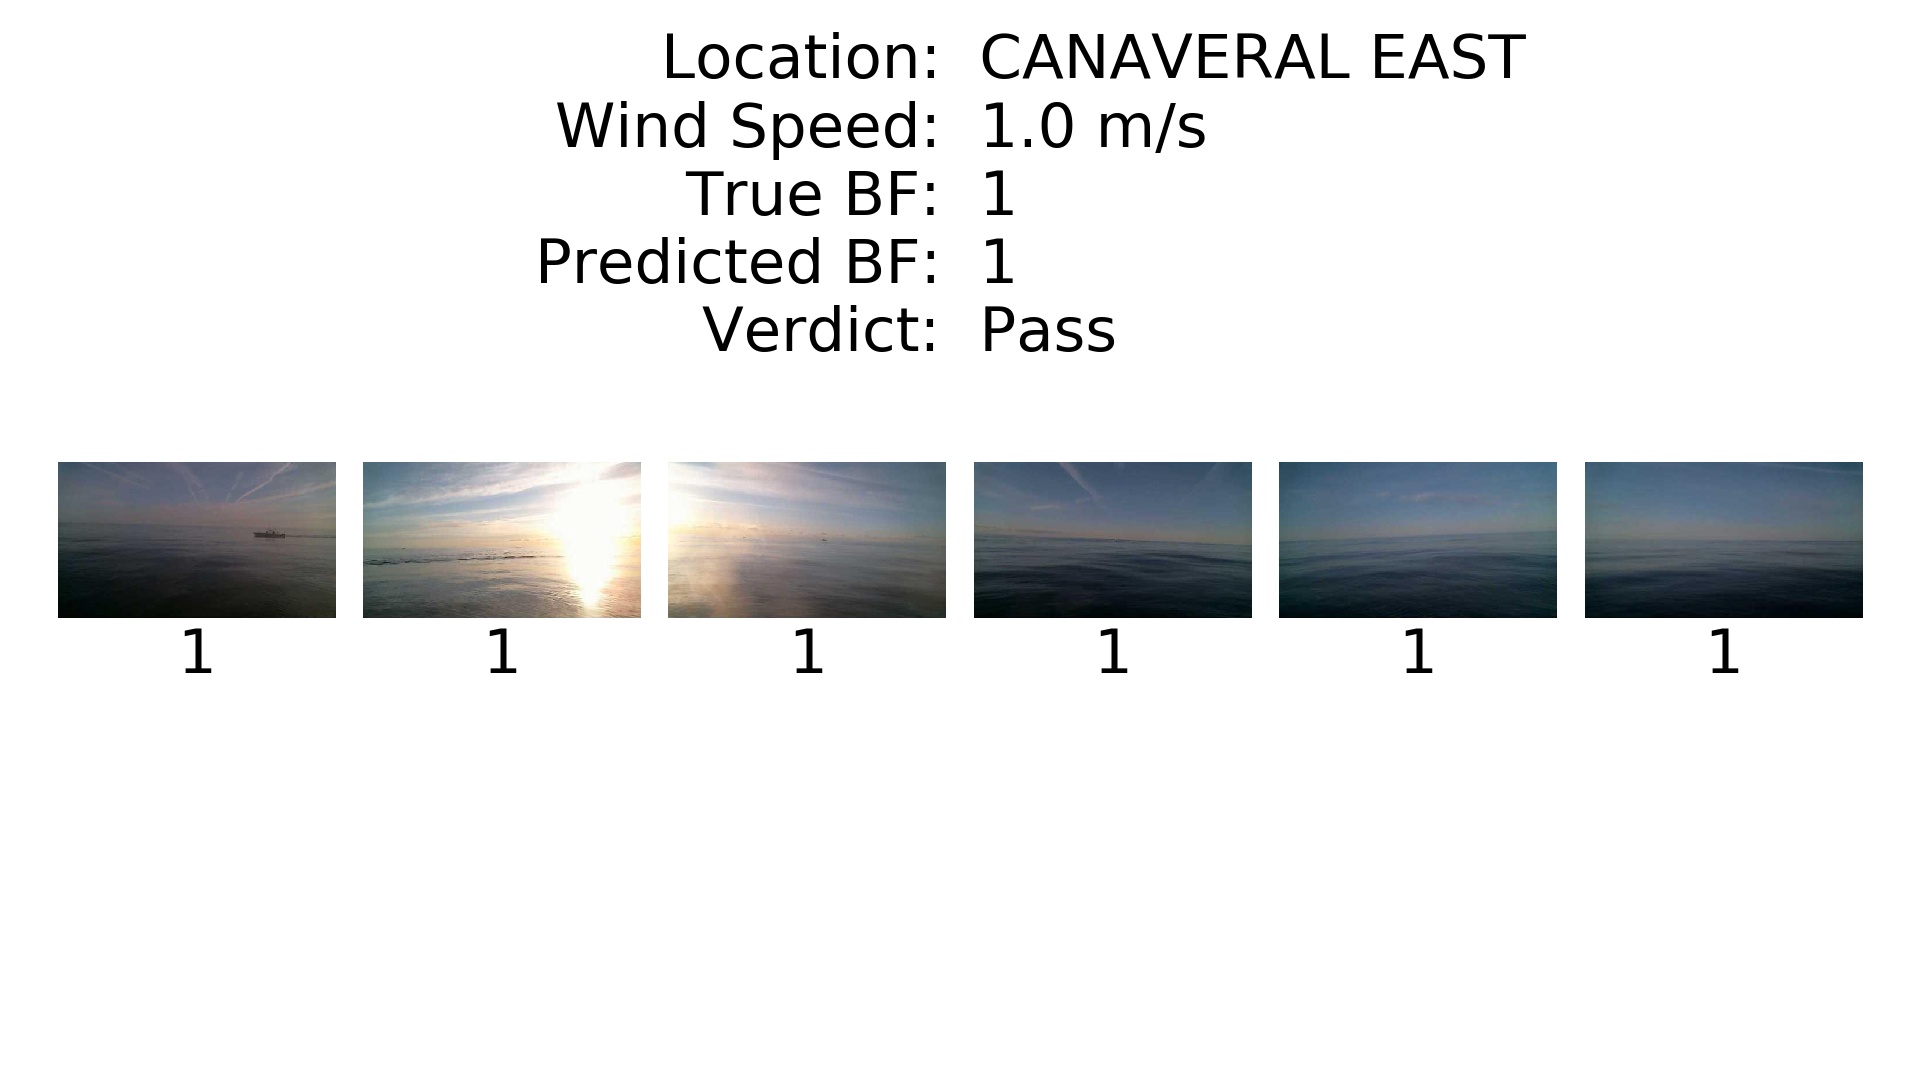 Location: CANAVERAL EAST
Wind Speed: 1.0 m/s
True BF: 1
Predicted BF: 1
Verdict: Pass
1 1 1 1 1 1